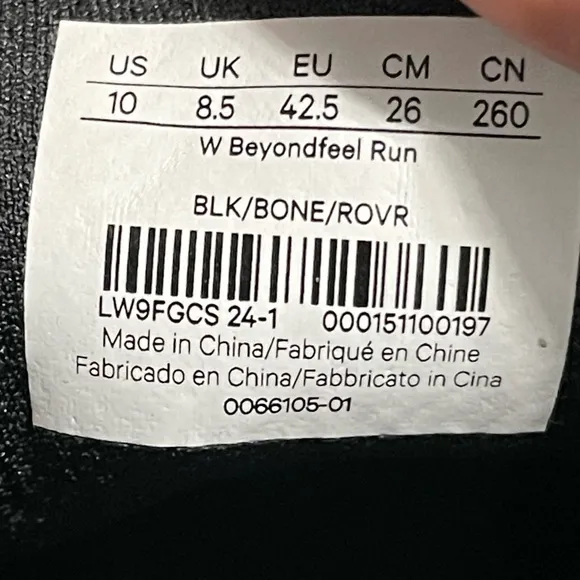 US UK EU CM CN
10 8.5 42.5 26 260
W Beyondfeel Run
BLK/BONE/ROVR
LW9FGCS 24-1 000151100197
Made in China/Fabriqué en Chine
Fabricado en China/Fabbricato in Cina
0066105-01